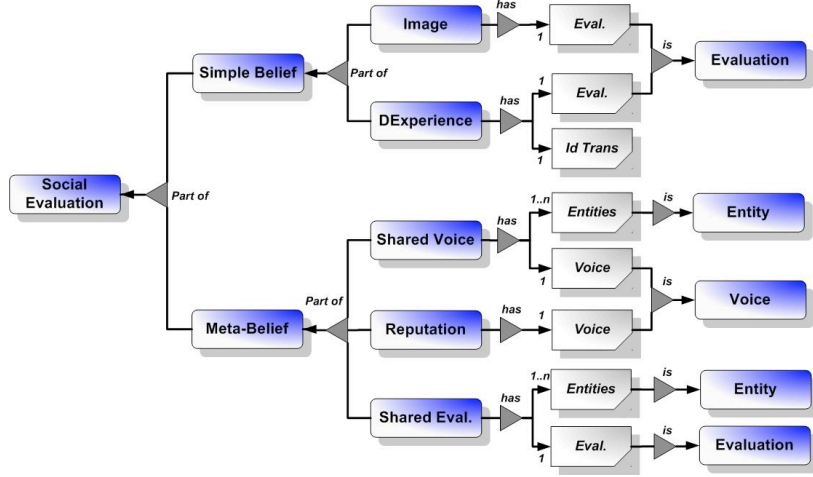 Image
has
1
Eval.
is
Evaluation
Simple Belief
Part of
DExperience
has
1
Eval.
1
Id Trans
Social
Evaluation
Part of
Shared Voice
has
1..n
Entities
is
Entity
1
Voice
is
Voice
Meta-Belief
Part of
Reputation
has
1
Voice
Shared Eval.
has
1..n
Entities
is
Entity
1
Eval.
is
Evaluation